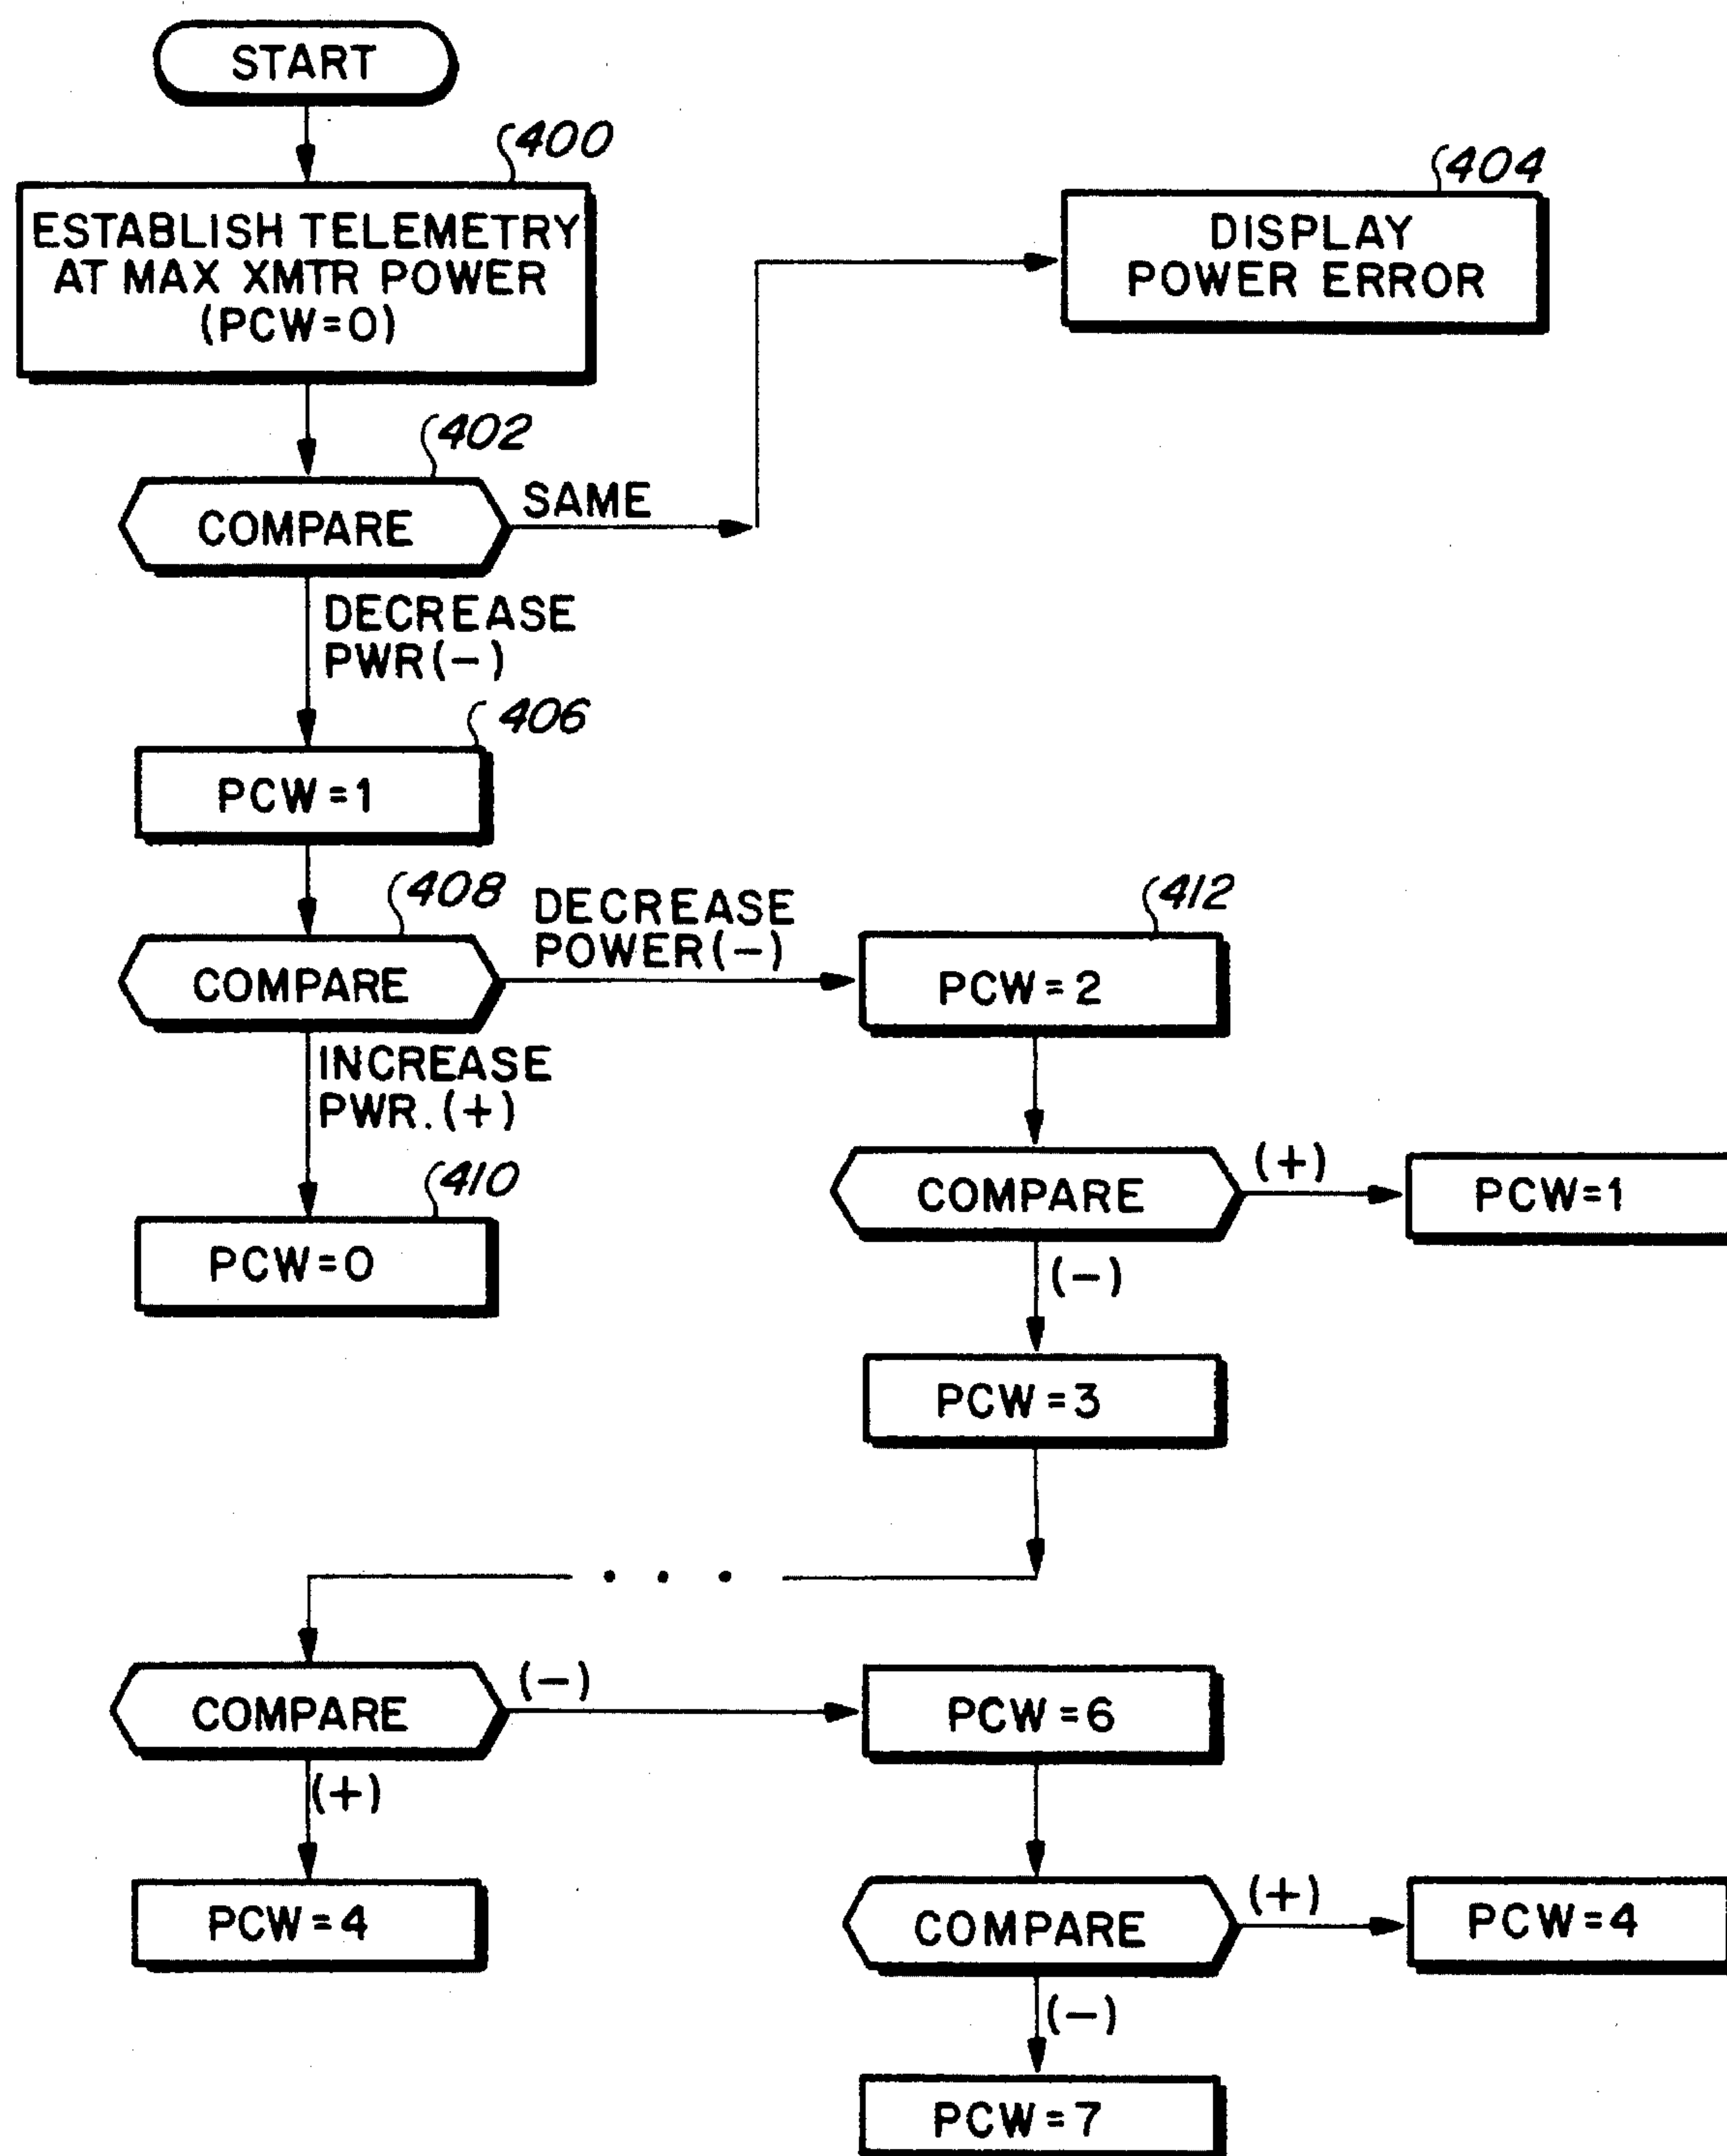 START
400
ESTABLISH TELEMETRY
AT MAX XMTR POWER
(PCW=0)
404
DISPLAY
POWER ERROR
402
COMPARE
SAME
DECREASE
PWR(-)
406
PCW=1
408
COMPARE
DECREASE
POWER(-)
412
PCW=2
INCREASE
PWR.(+)
410
PCW=0
COMPARE
(+)
PCW=1
(-)
PCW=3
. . .
COMPARE
(-)
PCW=6
(+)
PCW=4
COMPARE
(+)
PCW=4
(-)
PCW=7